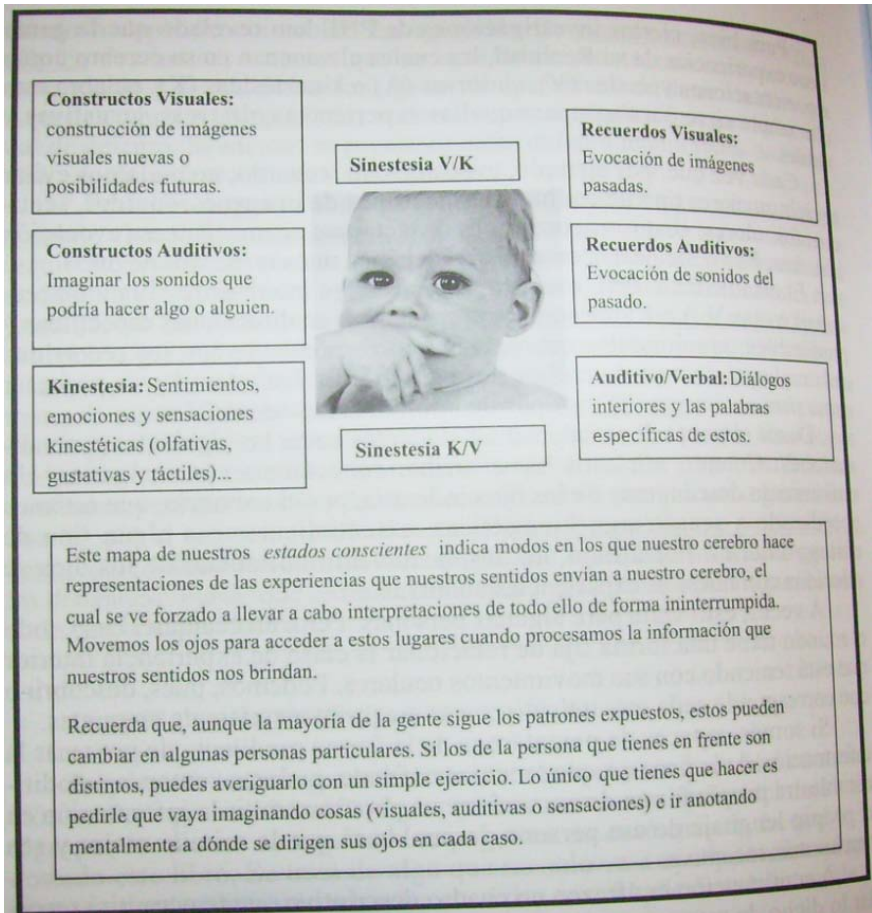 Constructos Visuales:
construcción de imágenes
visuales nuevas o
posibilidades futuras.
Sinestesia V/K
Recuerdos Visuales:
Evocación de imágenes
pasadas.
Constructos Auditivos:
Imaginar los sonidos que
podría hacer algo o alguien.
Recuerdos Auditivos:
Evocación de sonidos del
pasado.
Kinestesia: Sentimientos,
emociones y sensaciones
kinestéticas (olfativas,
gustativas y táctiles)...
Sinestesia K/V
Auditivo/Verbal: Diálogos
interiores y las palabras
específicas de estos.
Este mapa de nuestros estados conscientes indica modos en los que nuestro cerebro hace
representaciones de las experiencias que nuestros sentidos envían a nuestro cerebro, el
cual se ve forzado a llevar a cabo interpretaciones de todo ello de forma ininterrumpida.
Movemos los ojos para acceder a estos lugares cuando procesamos la información que
nuestros sentidos nos brindan.
Recuerda que, aunque la mayoría de la gente sigue los patrones expuestos, estos pueden
cambiar en algunas personas particulares. Si los de la persona que tienes en frente son
distintos, puedes averiguarlo con un simple ejercicio. Lo único que tienes que hacer es
pedirle que vaya imaginando cosas (visuales, auditivas o sensaciones) e ir anotando
mentalmente a dónde se dirigen sus ojos en cada caso.